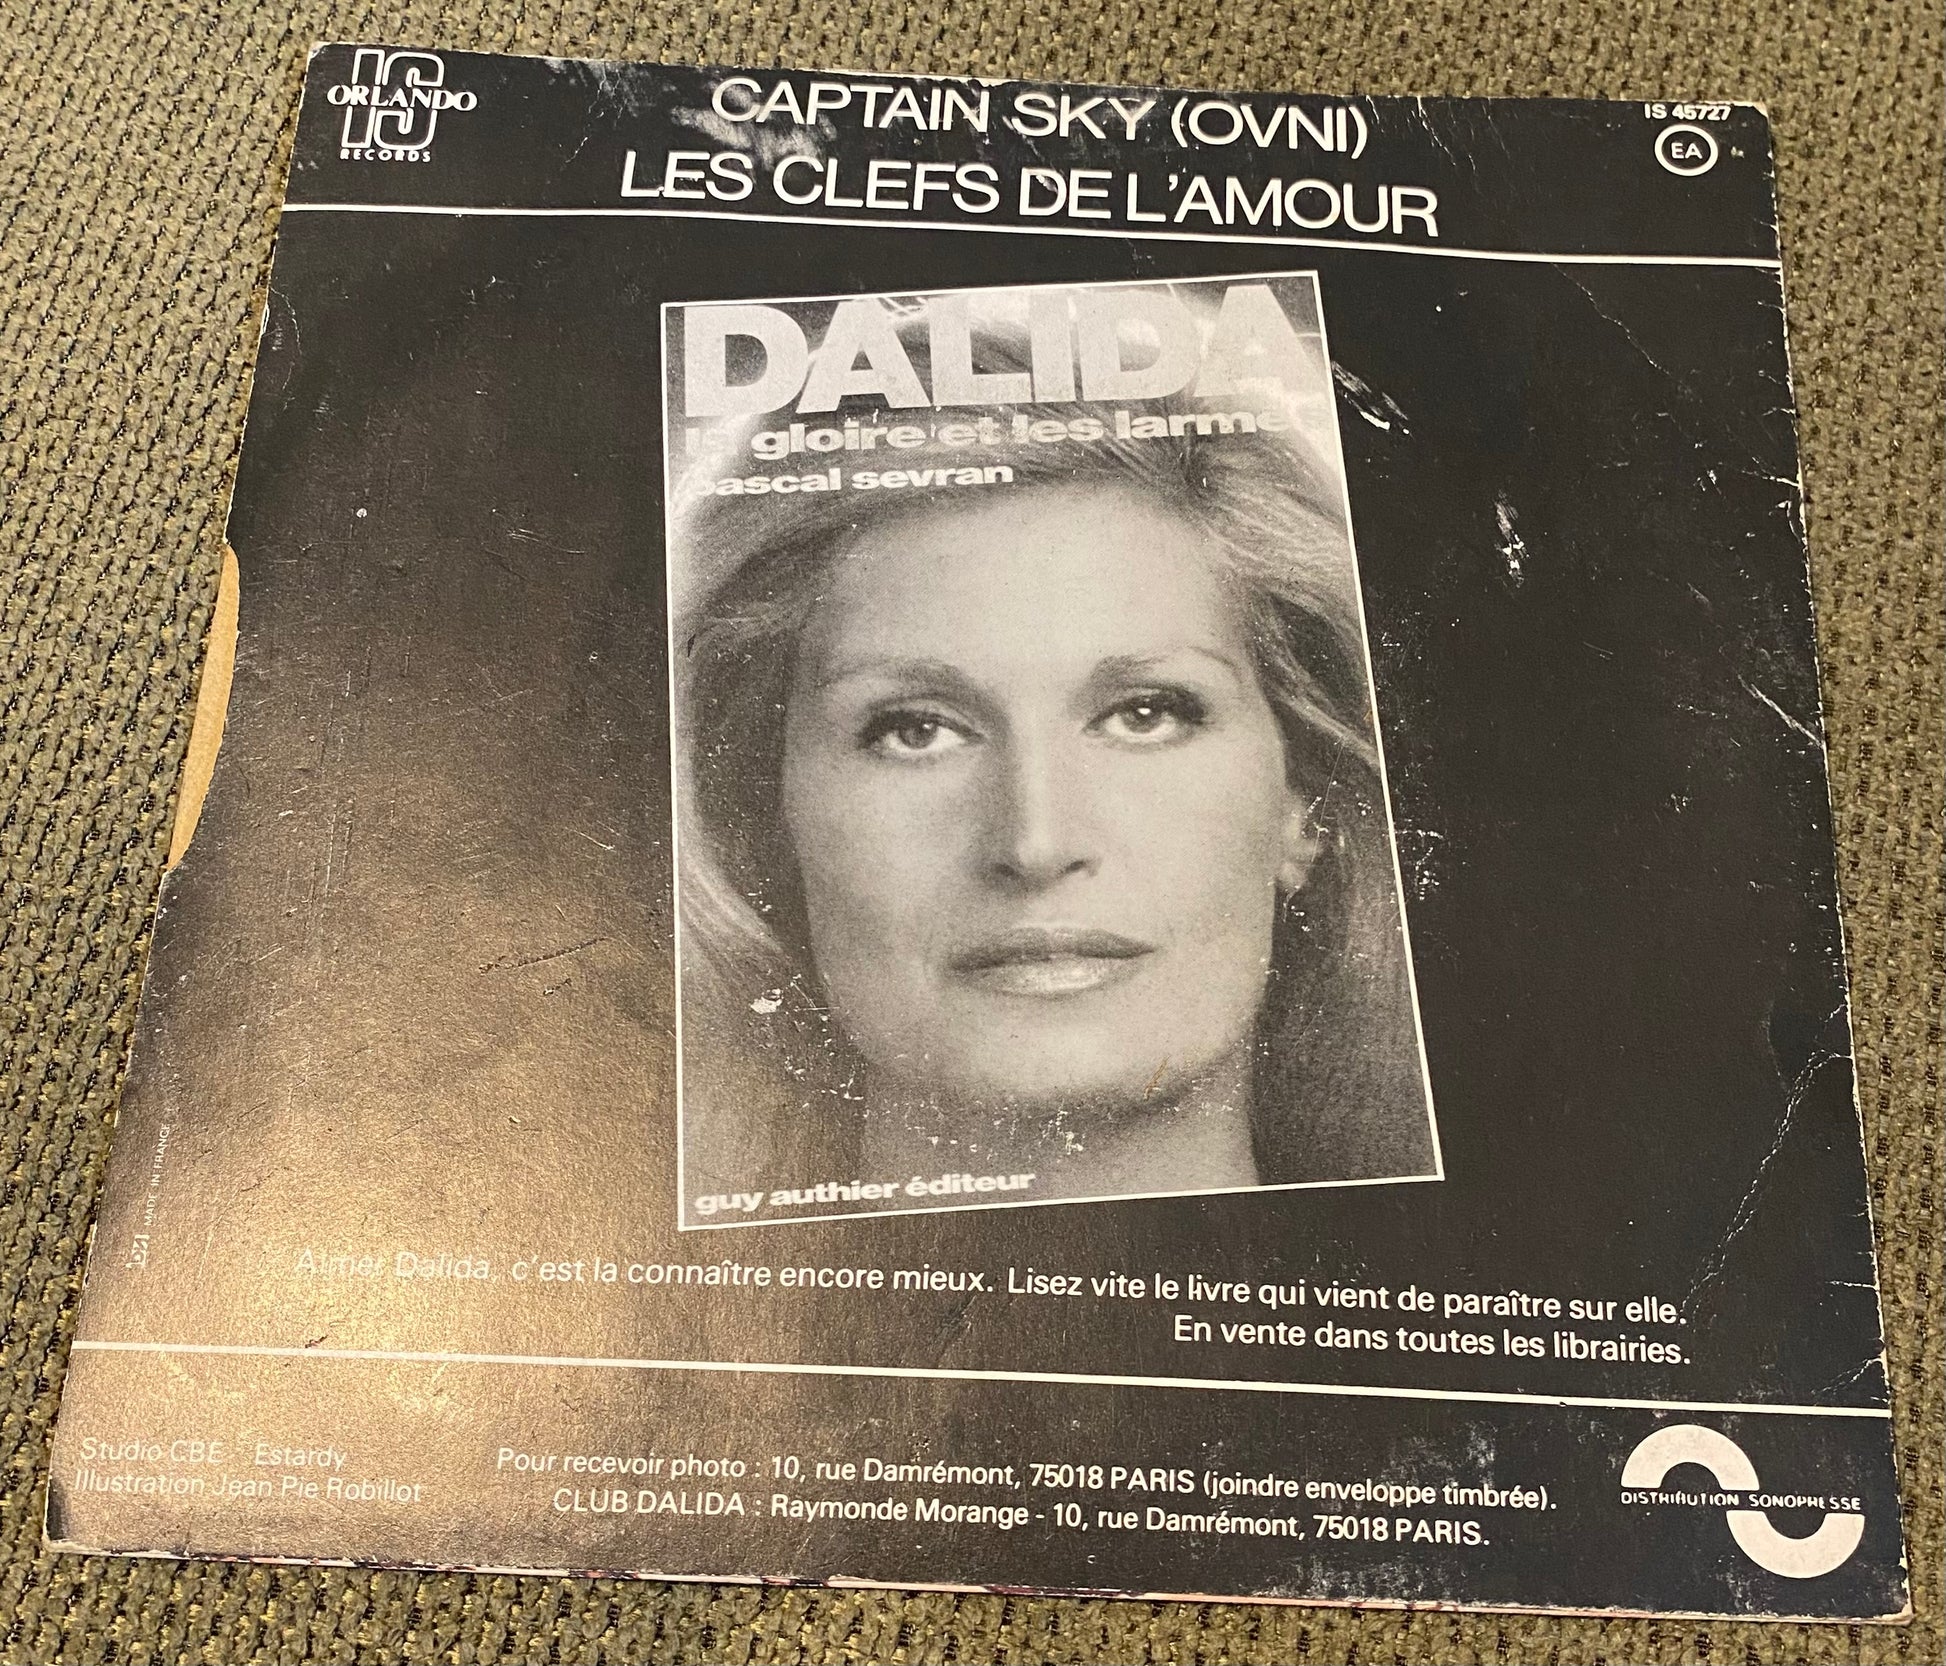 IS
ORLANDO
RECORDS
CAPTAIN SKY (OVNI)
LES CLEFS DE L'AMOUR
IS 45727
EA
DALIDA
la gloire et les larmes
pascal sevran
guy authier éditeur
MADE IN FRANCE
Aimer Dalida, c'est la connaître encore mieux. Lisez vite le livre qui vient de paraître sur elle.
En vente dans toutes les librairies.
Studio CBE - Estardy
Illustration Jean Pie Robillot
Pour recevoir photo : 10, rue Damrémont, 75018 PARIS (joindre enveloppe timbrée).
CLUB DALIDA : Raymonde Morange - 10, rue Damrémont, 75018 PARIS.
DISTRIBUTION SONOPRESSE